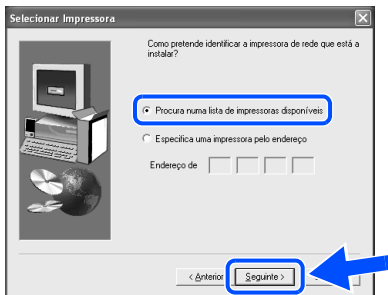 Selecionar Impressora
Como pretende identificar a impressora de rede que está a
instalar?
Procura numa lista de impressoras disponíveis
Especifica uma impressora pelo endereço
Endereço de
< Anterior
Seguinte >